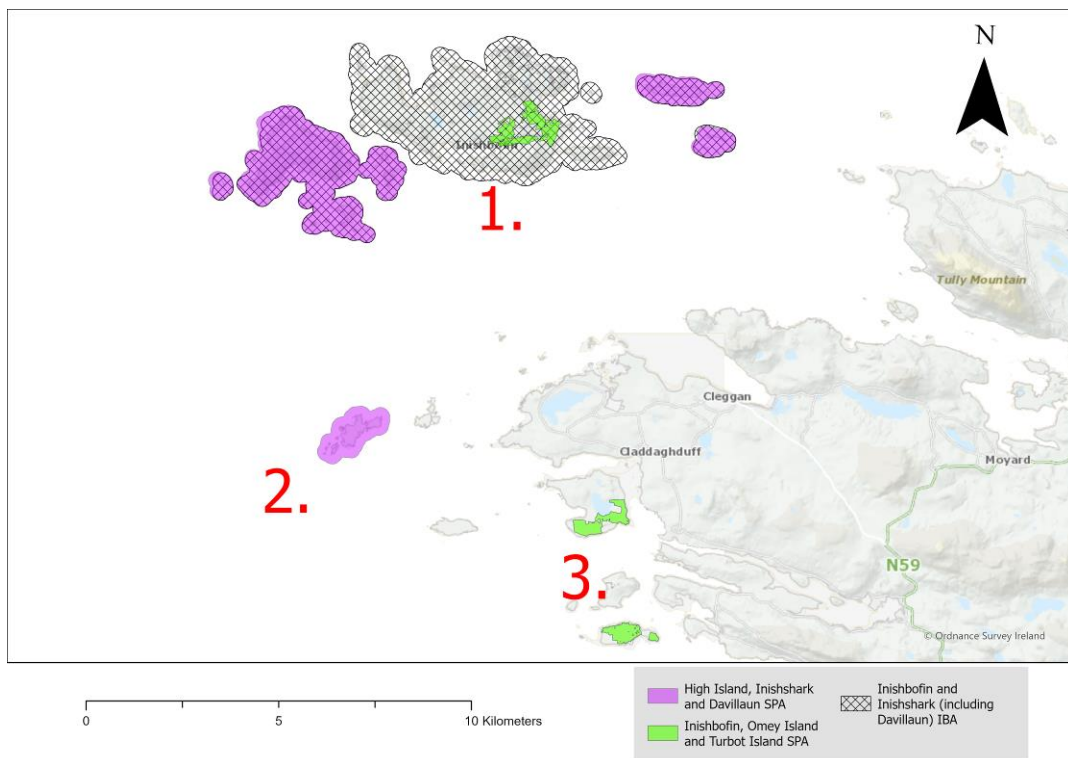 N
Inishbofin
1.
Tully Mountain
Cleggan
Claddaghduff
Moyard
2.
3.
N59
© Ordnance Survey Ireland
0
5
10 Kilometers
High Island, Inishshark
and Davillaun SPA
Inishbofin, Omey Island
and Turbot Island SPA
Inishbofin and
Inishshark (including
Davillaun) IBA